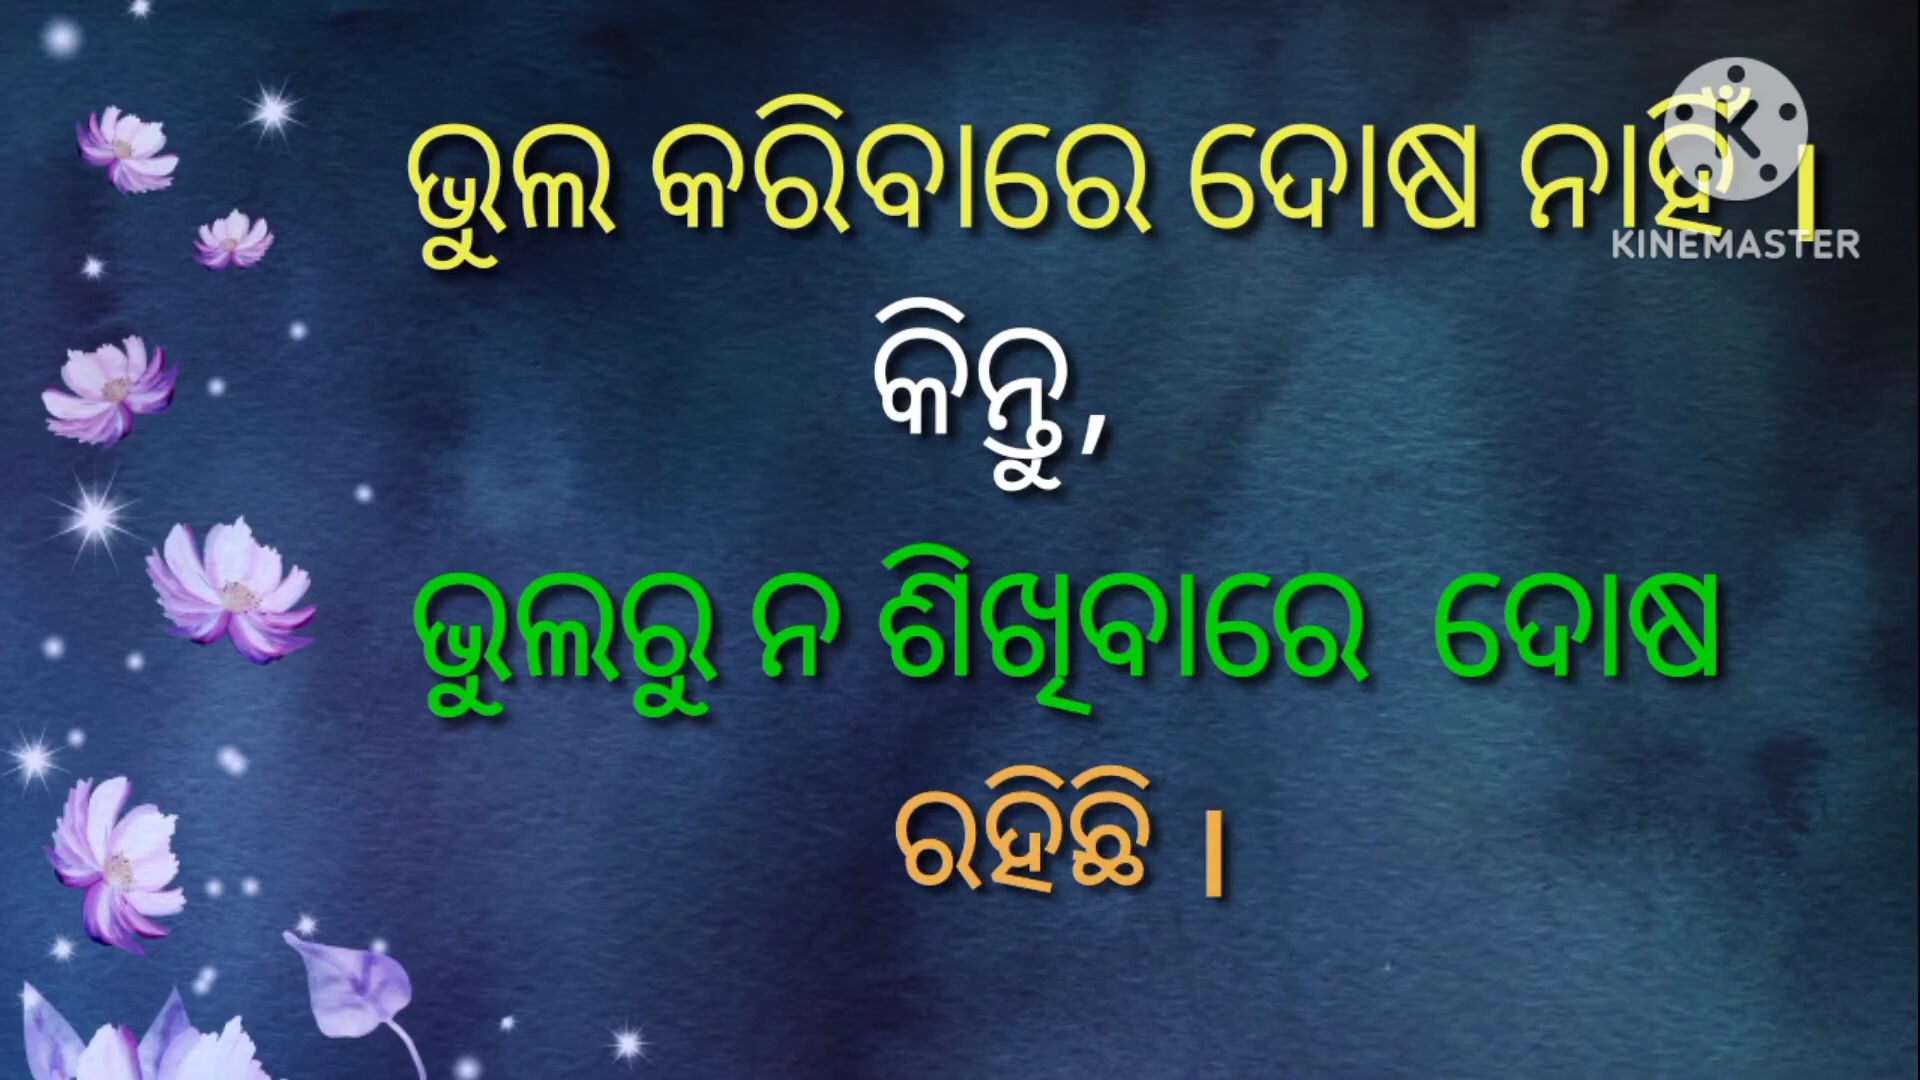 ଭୁଲ କରିବାରେ ଦୋଷ ନାହିଁ ।
KINEMASTER
କିନ୍ତୁ,
ଭୁଲରୁ ନ ଶିଖିବାରେ ଦୋଷ
ରହିଛି ।